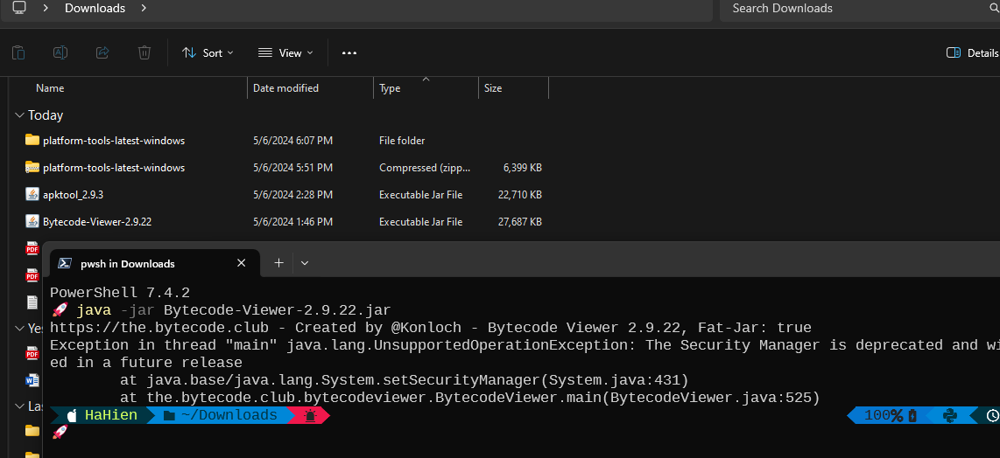 Downloads
Search Downloads
Sort
View
Details
Name Date modified Type Size
Today
platform-tools-latest-windows 5/6/2024 6:07 PM File folder
platform-tools-latest-windows 5/6/2024 5:51 PM Compressed (zipp... 6,399 KB
apktool_2.9.3 5/6/2024 2:28 PM Executable Jar File 22,710 KB
Bytecode-Viewer-2.9.22 5/6/2024 1:46 PM Executable Jar File 27,687 KB
PDF
PDF
Yes
PDF
Las
pwsh in Downloads
PowerShell 7.4.2
java -jar Bytecode-Viewer-2.9.22.jar
https://the.bytecode.club - Created by @Konloch - Bytecode Viewer 2.9.22, Fat-Jar: true
Exception in thread "main" java.lang.UnsupportedOperationException: The Security Manager is deprecated and wi
ed in a future release
at java.base/java.lang.System.setSecurityManager(System.java:431)
at the.bytecode.club.bytecodeviewer.BytecodeViewer.main(BytecodeViewer.java:525)
HaHien ~/Downloads 100%